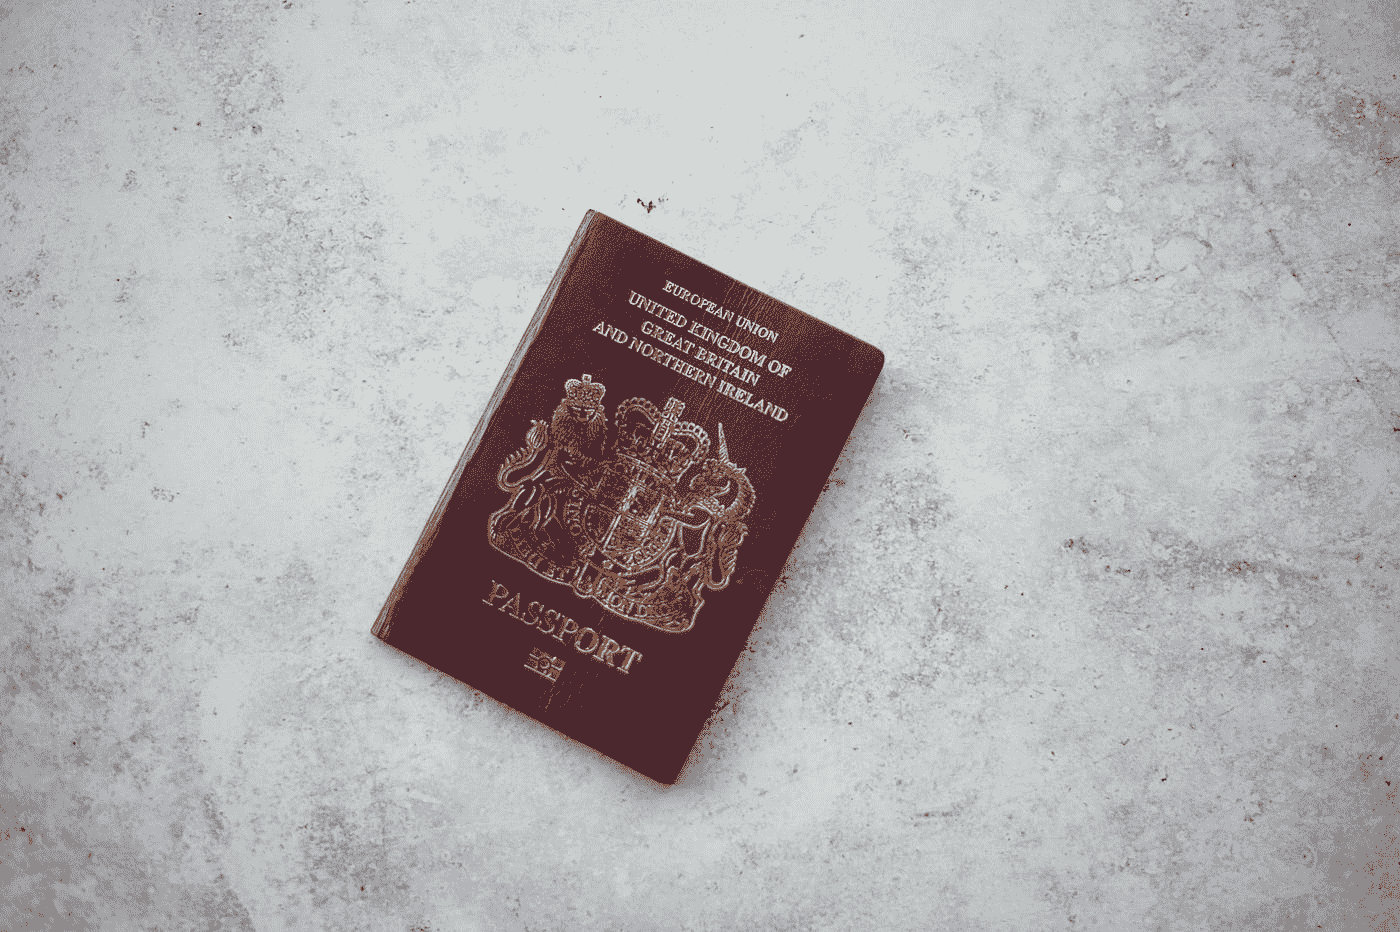 EUROPEAN UNION
UNITED KINGDOM OF
GREAT BRITAIN
AND NORTHERN IRELAND
PASSPORT